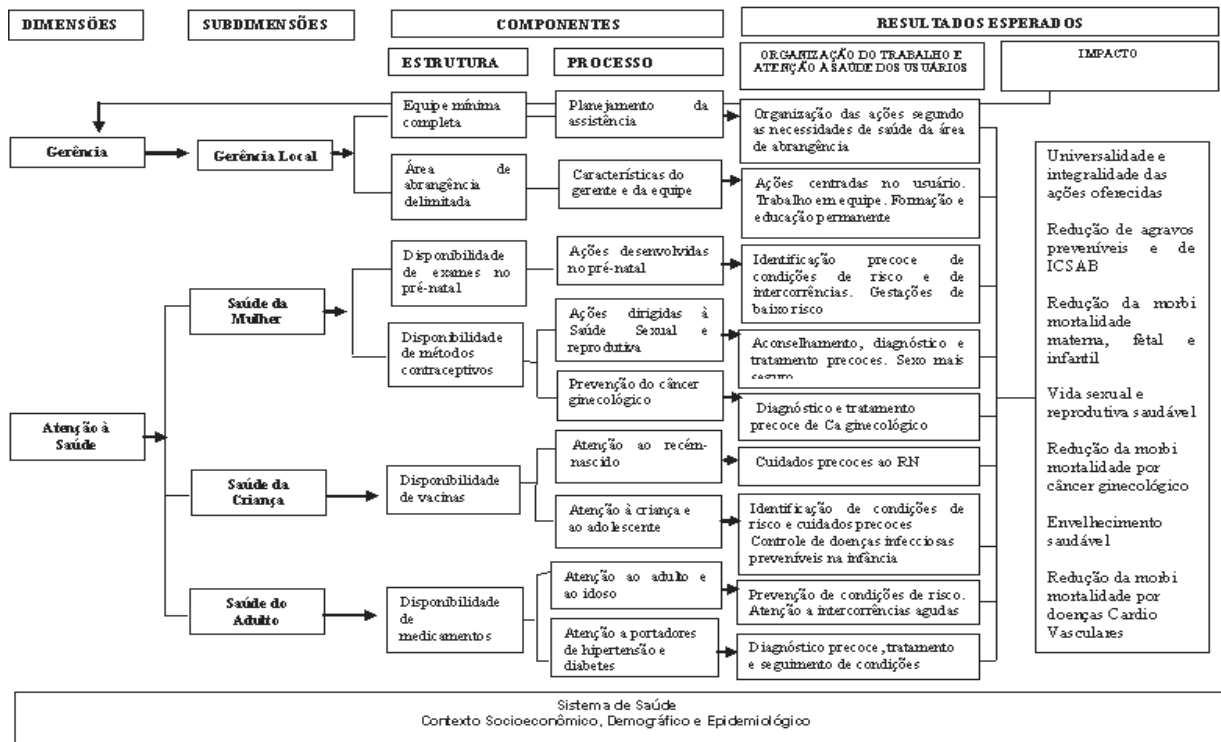 DIMENSÕES
SUBDIMENSÕES
COMPONENTES
RESULTADOS ESPERADOS
ESTRUTURA
PROCESSO
ORGANIZAÇÃO DO TRABALHO E
ATENÇÃO À SAÚDE DOS USUÁRIOS
IMPACTO
Gerência
Gerência Local
Equipe mínima
completa
Planejamento da
assistência
Organização das ações segundo
as necessidades de saúde da área
de abrangência
Área de
abrangência
delimitada
Características do
gerente e da equipe
Ações centradas no usuário.
Trabalho em equipe. Formação e
educação permanente
Atenção à
Saúde
Saúde da
Mulher
Disponibilidade
de exames no
pré-natal
Ações desenvolvidas
no pré-natal
Identificação precoce de
condições de risco e de
intercorrências. Gestações de
baixo risco
Disponibilidade
de métodos
contraceptivos
Ações dirigidas à
Saúde Sexual e
reprodutiva
Aconselhamento, diagnóstico e
tratamento precoces. Sexo mais
seguro
Prevenção do câncer
ginecológico
Diagnóstico e tratamento
precoce de Ca ginecológico
Saúde da
Criança
Disponibilidade
de vacinas
Atenção ao recém-
nascido
Cuidados precoces ao RN
Atenção à criança e
ao adolescente
Identificação de condições de
risco e cuidados precoces
Controle de doenças infecciosas
preveníveis na infância
Saúde do
Adulto
Disponibilidade
de
medicamentos
Atenção ao adulto e
ao idoso
Prevenção de condições de risco.
Atenção a intercorrências agudas
Atenção a portadores
de hipertensão e
diabetes
Diagnóstico precoce, tratamento
e seguimento de condições
Universalidade e
integralidade das
ações oferecidas
Redução de agravos
preveníveis e de
ICSAB
Redução da morbi
mortalidade
materna, fetal e
infantil
Vida sexual e
reprodutiva saudável
Redução da morbi
mortalidade por
câncer ginecológico
Envelhecimento
saudável
Redução da morbi
mortalidade por
doenças Cardio
Vasculares
Sistema de Saúde
Contexto Socioeconômico, Demográfico e Epidemiológico